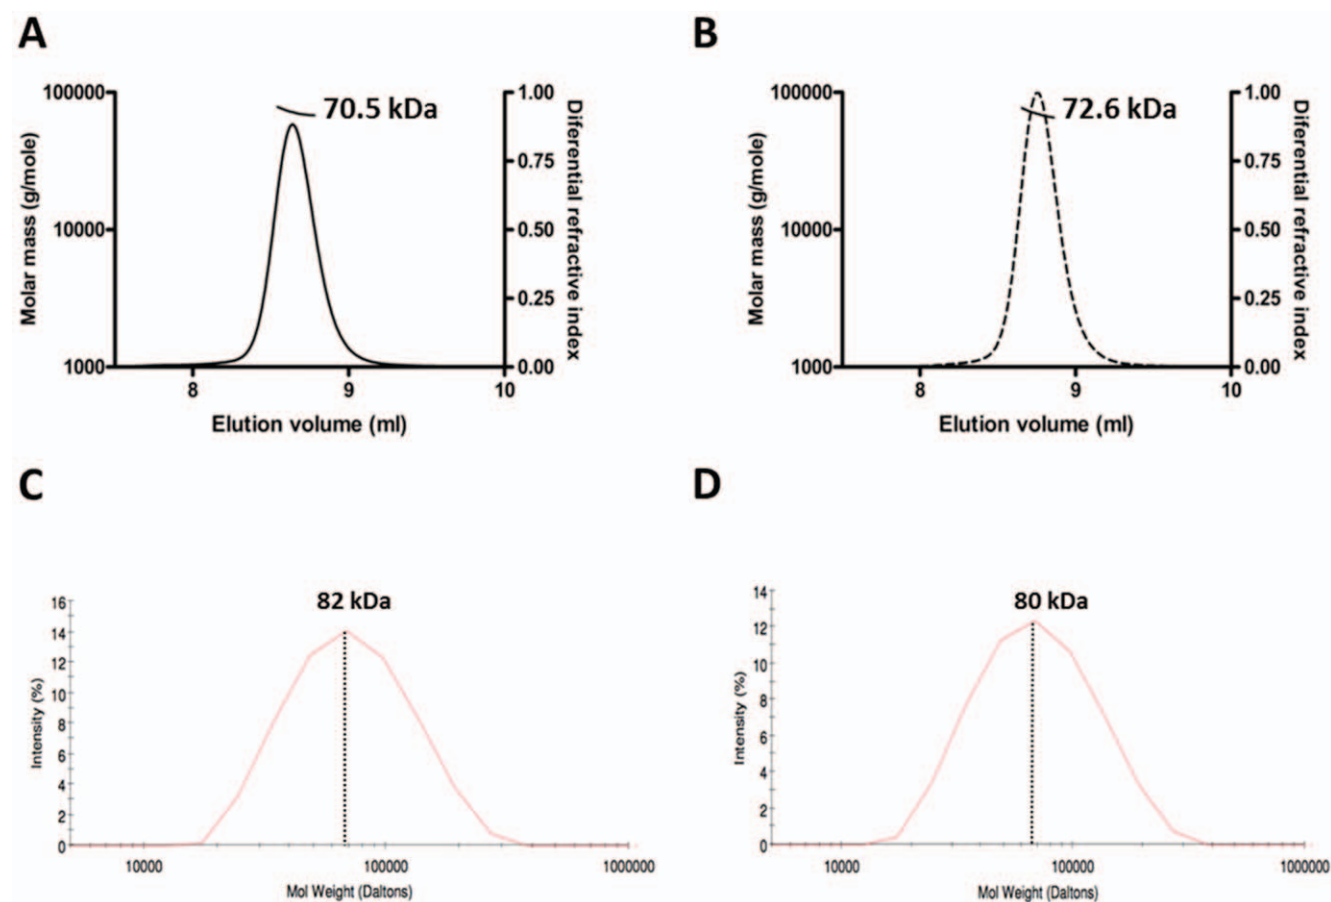 A
100000
10000
1000
Molar mass (g/mole)
70.5 kDa
1.00
0.75
0.50
0.25
0.00
Diferential refractive index
8
9
10
Elution volume (ml)
B
100000
10000
1000
Molar mass (g/mole)
72.6 kDa
1.00
0.75
0.50
0.25
0.00
Diferential refractive index
8
9
10
Elution volume (ml)
C
82 kDa
16
14
12
10
8
6
4
2
0
Intensity (%)
10000
100000
1000000
Mol Weight (Daltons)
D
80 kDa
14
12
10
8
6
4
2
0
Intensity (%)
10000
100000
1000000
Mol Weight (Daltons)